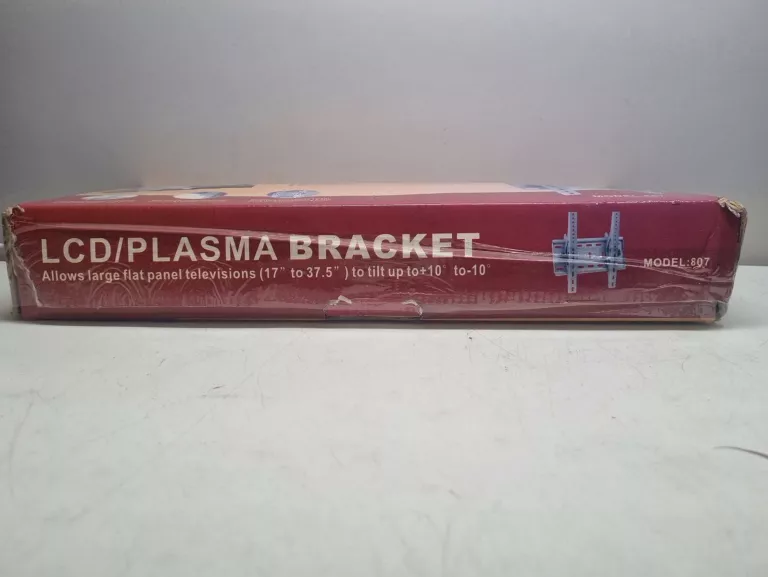 LCD/PLASMA BRACKET
Allows large flat panel televisions (17" to 37.5" ) to tilt up to+10° to-10°
MODEL:807